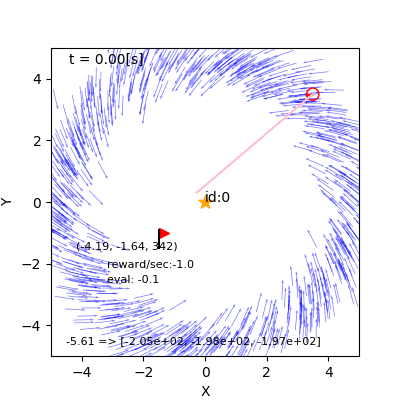 t = 0.00[s]
id:0
(-4.19, -1.64, 342)
reward/sec:-1.0
eval: -0.1
-5.61 => [-2.05e+02, -1.98e+02, -1.97e+02]
Y
4
2
0
−2
−4
−4
−2
0
2
4
X